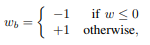 w_b = { −1 if w ≤ 0
+1 otherwise,